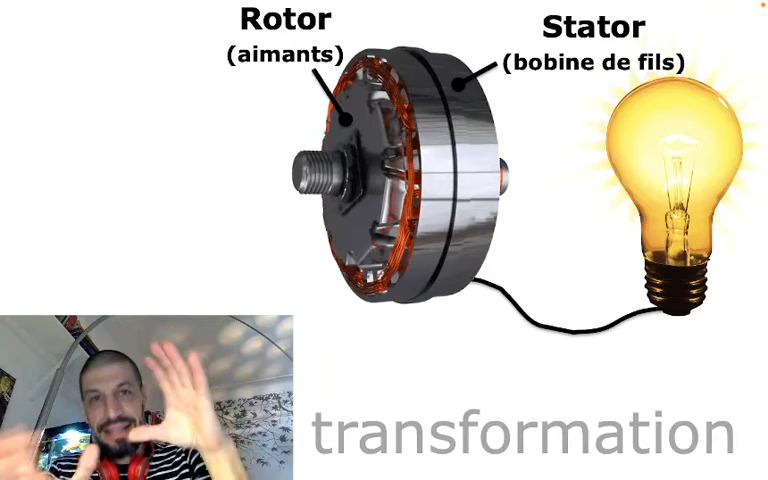 Rotor
(aimants)
Stator
(bobine de fils)
transformation